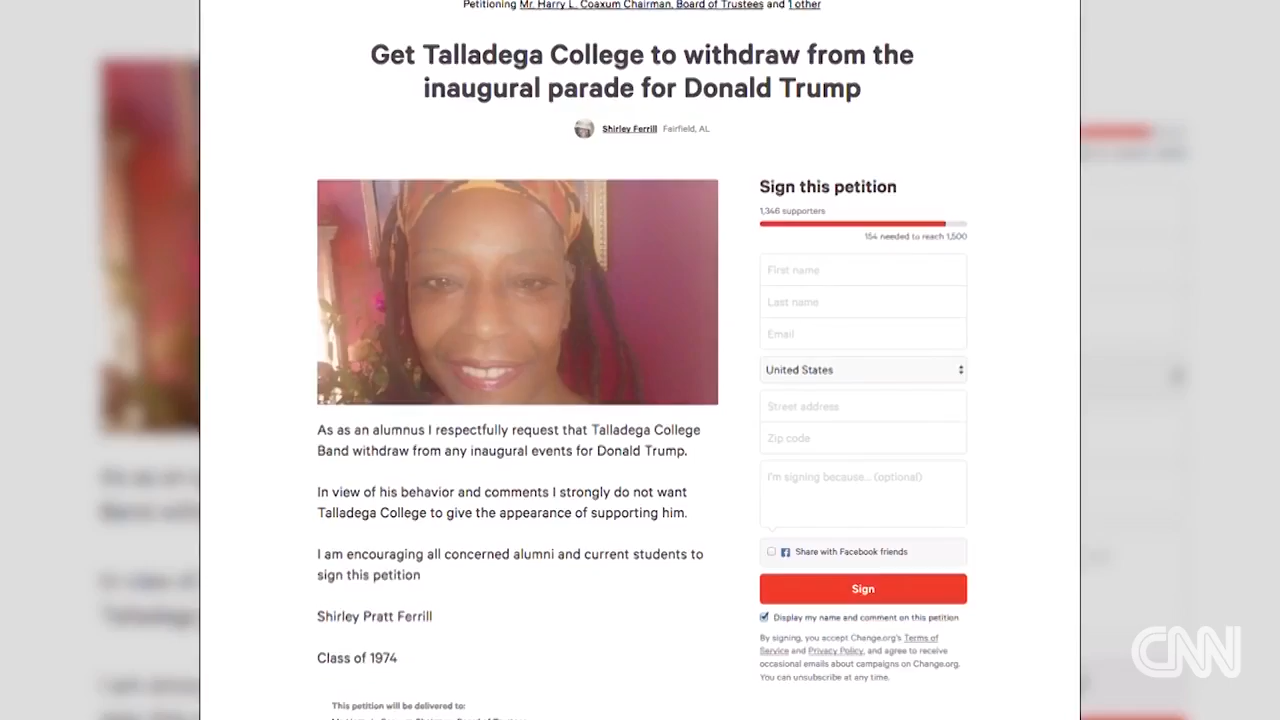 Petitioning Mr. Harry L. Coaxum Chairman, Board of Trustees and 1 other
Get Talladega College to withdraw from the
inaugural parade for Donald Trump
Shirley Ferrill Fairfield, AL
As as an alumnus I respectfully request that Talladega College
Band withdraw from any inaugural events for Donald Trump.
In view of his behavior and comments I strongly do not want
Talladega College to give the appearance of supporting him.
I am encouraging all concerned alumni and current students to
sign this petition
Shirley Pratt Ferrill
Class of 1974
This petition will be delivered to:
Sign this petition
1,346 supporters
154 needed to reach 1,500
First name
Last name
Email
United States
Street address
Zip code
I'm signing because... (optional)
Share with Facebook friends
Sign
Display my name and comment on this petition
By signing, you accept Change.org's Terms of
Service and Privacy Policy, and agree to receive
occasional emails about campaigns on Change.org.
You can unsubscribe at any time.
CNN